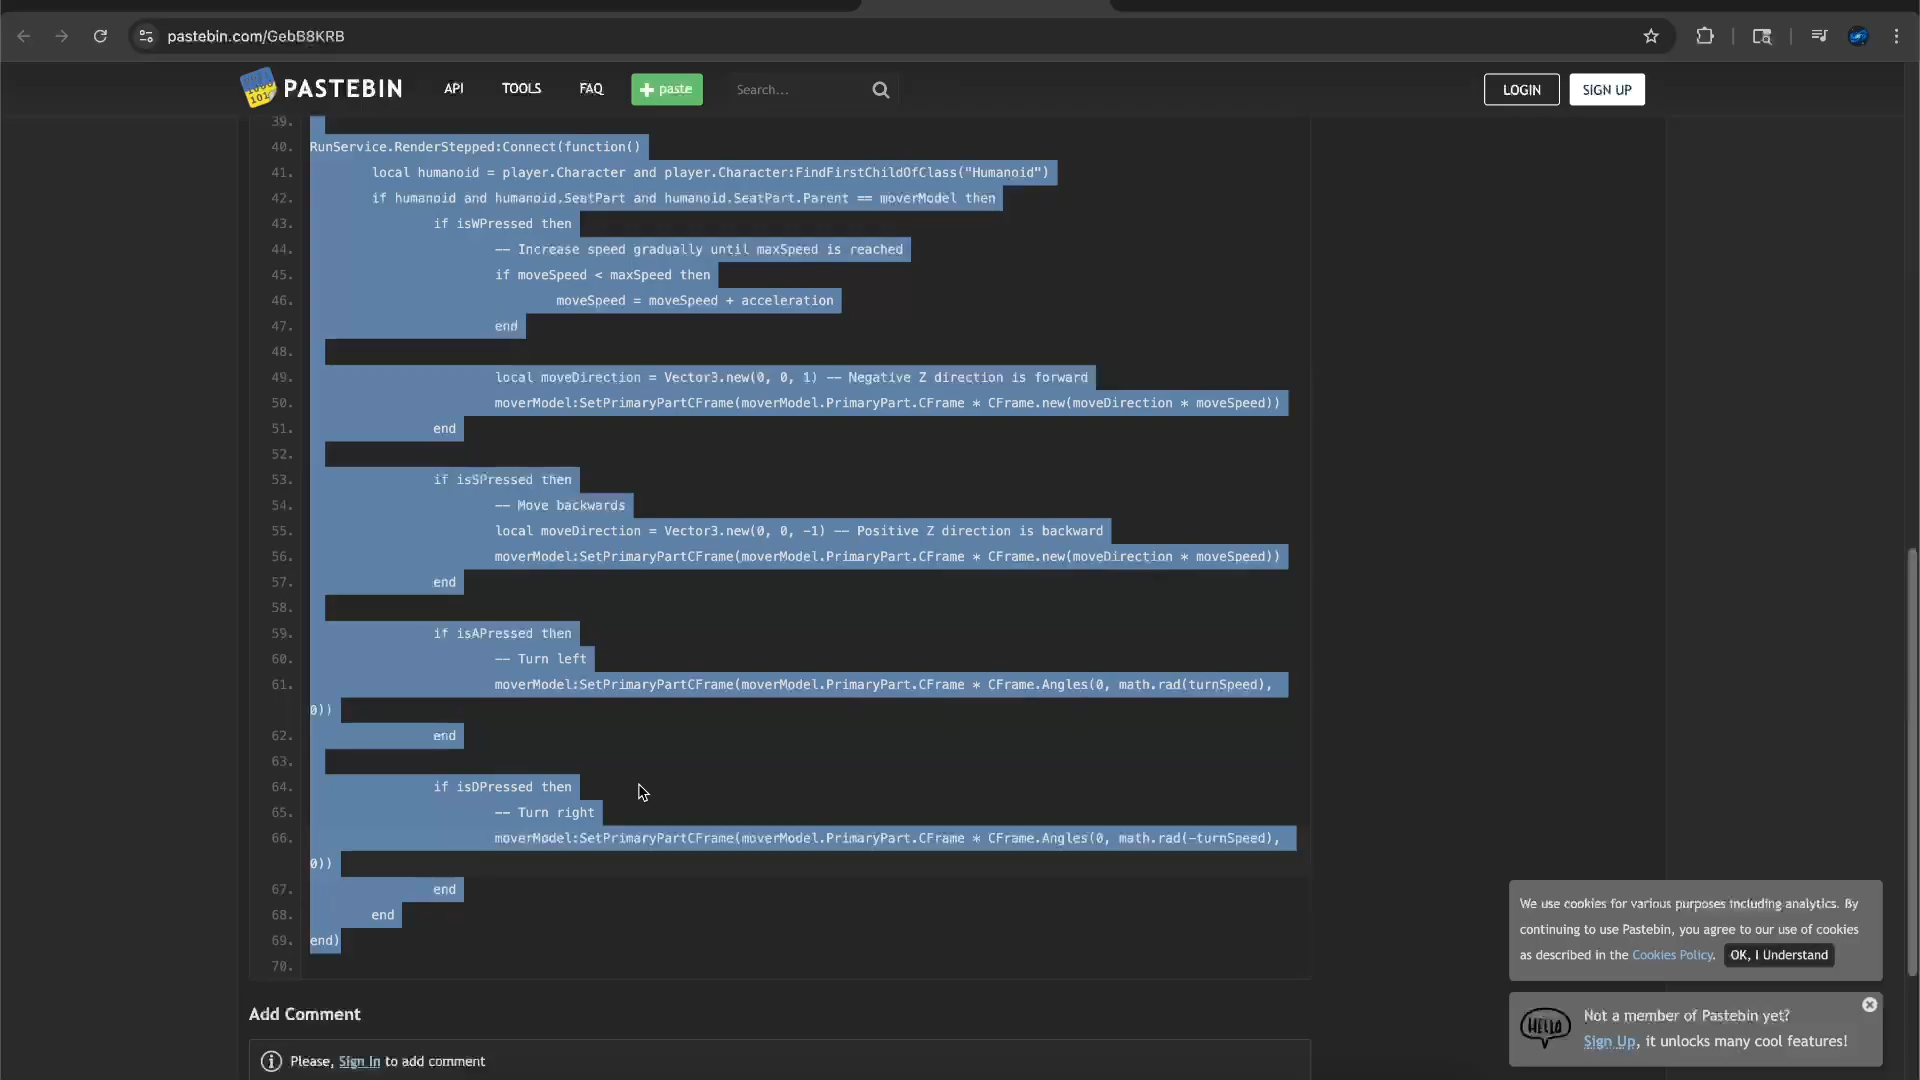 pastebin.com/GebB8KRB
PASTEBIN API TOOLS FAQ + paste Search... LOGIN SIGN UP
39.
40. RunService.RenderStepped:Connect(function()
41. local humanoid = player.Character and player.Character:FindFirstChildOfClass("Humanoid")
42. if humanoid and humanoid.SeatPart and humanoid.SeatPart.Parent == moverModel then
43. if isWPressed then
44. -- Increase speed gradually until maxSpeed is reached
45. if moveSpeed < maxSpeed then
46. moveSpeed = moveSpeed + acceleration
47. end
48.
49. local moveDirection = Vector3.new(0, 0, 1) -- Negative Z direction is forward
50. moverModel:SetPrimaryPartCFrame(moverModel.PrimaryPart.CFrame * CFrame.new(moveDirection * moveSpeed))
51. end
52.
53. if isSPressed then
54. -- Move backwards
55. local moveDirection = Vector3.new(0, 0, -1) -- Positive Z direction is backward
56. moverModel:SetPrimaryPartCFrame(moverModel.PrimaryPart.CFrame * CFrame.new(moveDirection * moveSpeed))
57. end
58.
59. if isAPressed then
60. -- Turn left
61. moverModel:SetPrimaryPartCFrame(moverModel.PrimaryPart.CFrame * CFrame.Angles(0, math.rad(turnSpeed),
0))
62. end
63.
64. if isDPressed then
65. -- Turn right
66. moverModel:SetPrimaryPartCFrame(moverModel.PrimaryPart.CFrame * CFrame.Angles(0, math.rad(-turnSpeed),
0))
67. end
68. end
69. end)
70.
Add Comment
Please, Sign In to add comment
We use cookies for various purposes including analytics. By
continuing to use Pastebin, you agree to our use of cookies
as described in the Cookies Policy. OK, I Understand
HELLO
Not a member of Pastebin yet?
Sign Up, it unlocks many cool features!